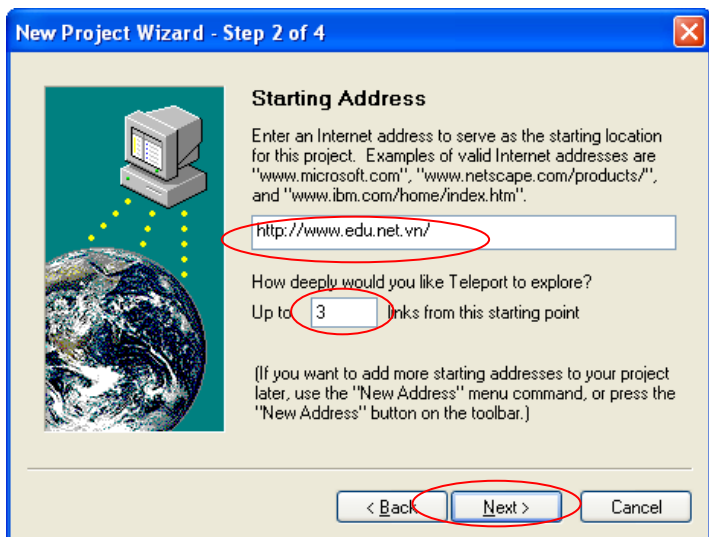 New Project Wizard - Step 2 of 4
Starting Address
Enter an Internet address to serve as the starting location
for this project. Examples of valid Internet addresses are
"www.microsoft.com", "www.netscape.com/products/",
and "www.ibm.com/home/index.htm".
http://www.edu.net.vn/
How deeply would you like Teleport to explore?
Up to 3 links from this starting point
(If you want to add more starting addresses to your project
later, use the "New Address" menu command, or press the
"New Address" button on the toolbar.)
< Back Next > Cancel